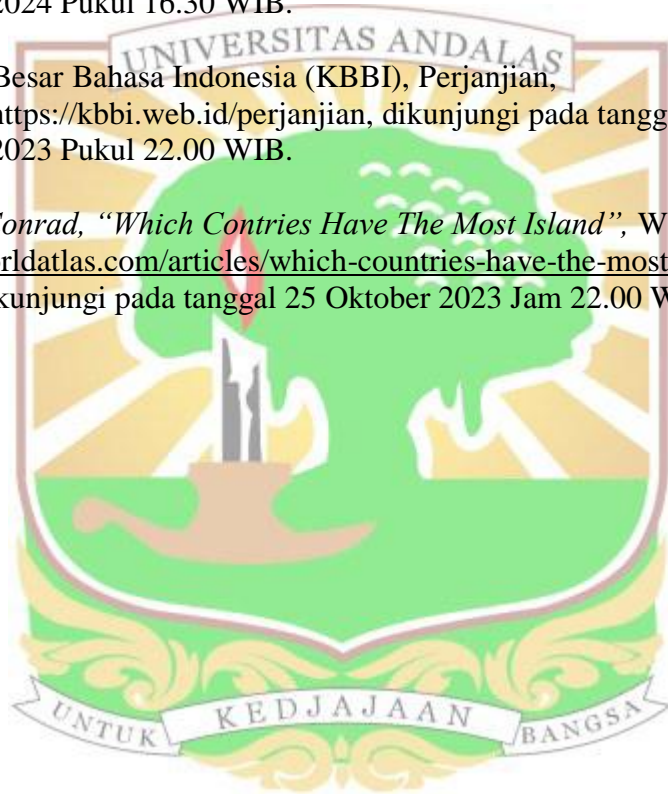 2024 Pukul 16.30 WIB.
UNIVERSITAS ANDALAS
Besar Bahasa Indonesia (KBBI), Perjanjian,
https://kbbi.web.id/perjanjian, dikunjungi pada tangg
2023 Pukul 22.00 WIB.
Conrad, “Which Contries Have The Most Island”, W
orldatlas.com/articles/which-countries-have-the-most
kunjungi pada tanggal 25 Oktober 2023 Jam 22.00 W
UNTUK KEDJAJAAN BANGSA